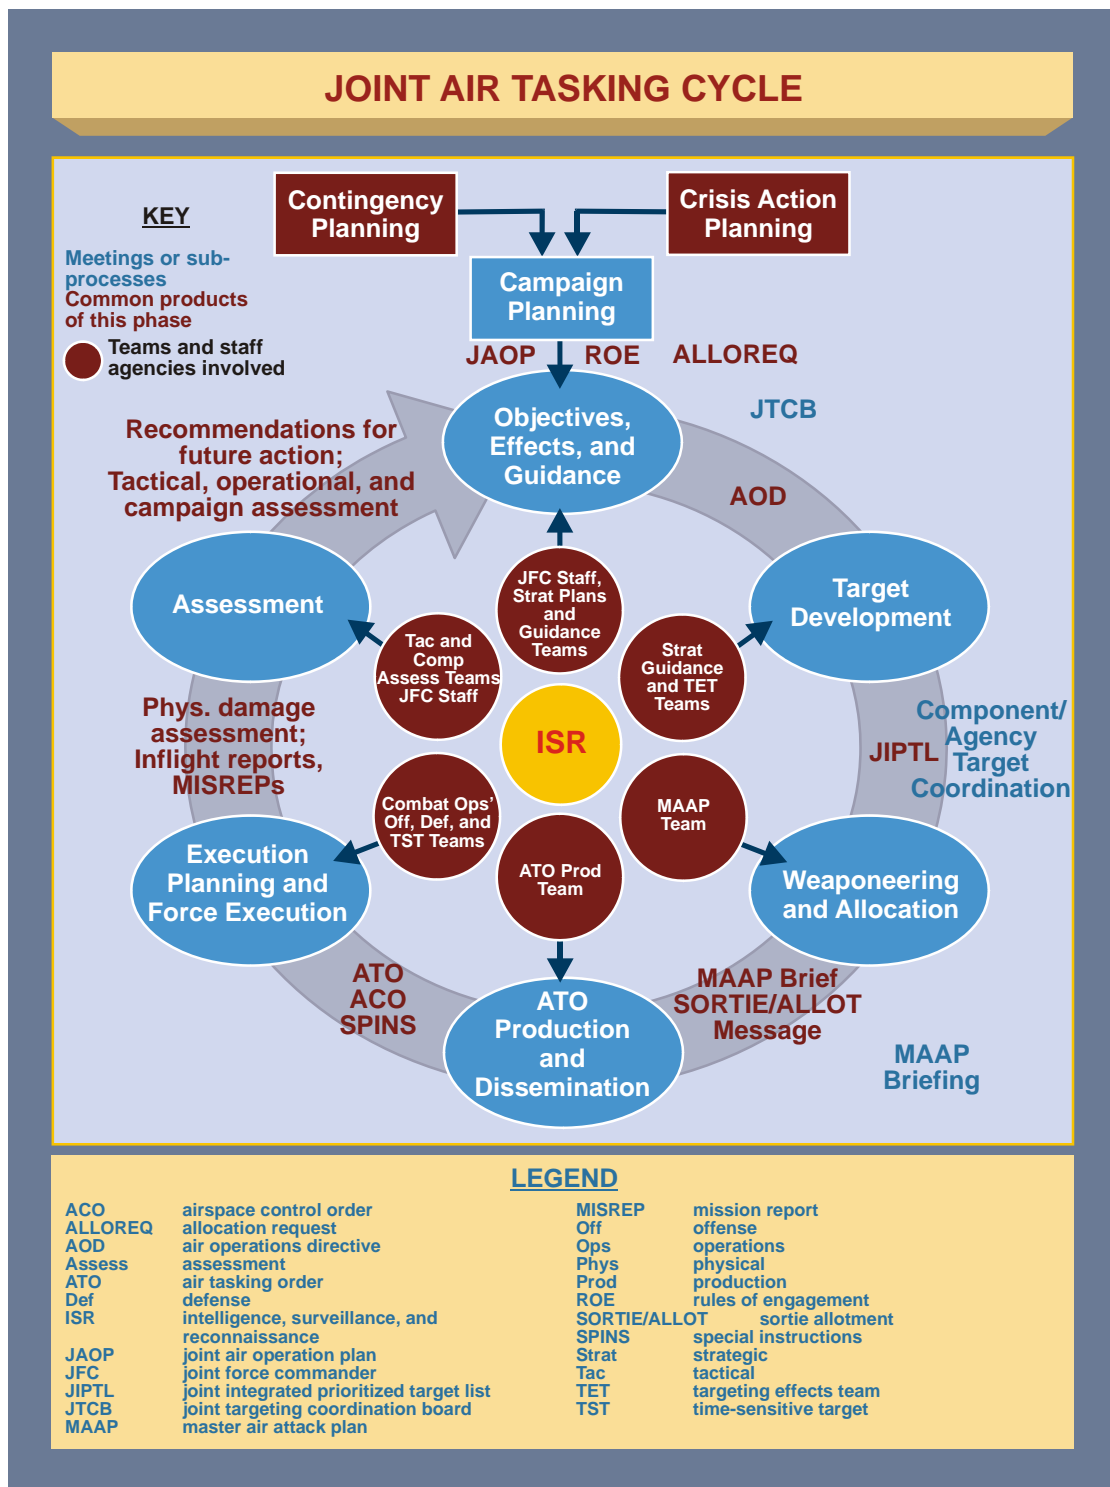 JOINT AIR TASKING CYCLE
KEY
Meetings or sub-
processes
Common products
of this phase
Teams and staff
agencies involved
Contingency
Planning
Crisis Action
Planning
Campaign
Planning
JAOP
ROE
ALLOREQ
JTCB
Objectives,
Effects, and
Guidance
AOD
Recommendations for
future action;
Tactical, operational, and
campaign assessment
Assessment
Target
Development
JFC Staff,
Strat Plans
and
Guidance
Teams
Tac and
Comp
Assess Teams
JFC Staff
Strat
Guidance
and TET
Teams
ISR
Phys. damage
assessment;
Inflight reports,
MISREPs
JIPTL
Component/
Agency
Target
Coordination
Combat Ops’
Off, Def, and
TST Teams
MAAP
Team
ATO Prod
Team
Execution
Planning and
Force Execution
Weaponeering
and Allocation
ATO
ACO
SPINS
ATO
Production
and
Dissemination
MAAP Brief
SORTIE/ALLOT
Message
MAAP
Briefing
LEGEND
ACO airspace control order
ALLOREQ allocation request
AOD air operations directive
Assess assessment
ATO air tasking order
Def defense
ISR intelligence, surveillance, and
reconnaissance
JAOP joint air operation plan
JFC joint force commander
JIPTL joint integrated prioritized target list
JTCB joint targeting coordination board
MAAP master air attack plan
MISREP mission report
Off offense
Ops operations
Phys physical
Prod production
ROE rules of engagement
SORTIE/ALLOT sortie allotment
SPINS special instructions
Strat strategic
Tac tactical
TET targeting effects team
TST time-sensitive target